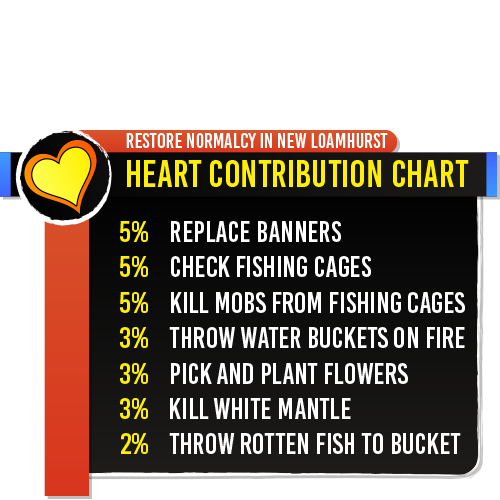 RESTORE NORMALCY IN NEW LOAMHURST
HEART CONTRIBUTION CHART
5% REPLACE BANNERS
5% CHECK FISHING CAGES
5% KILL MOBS FROM FISHING CAGES
3% THROW WATER BUCKETS ON FIRE
3% PICK AND PLANT FLOWERS
3% KILL WHITE MANTLE
2% THROW ROTTEN FISH TO BUCKET